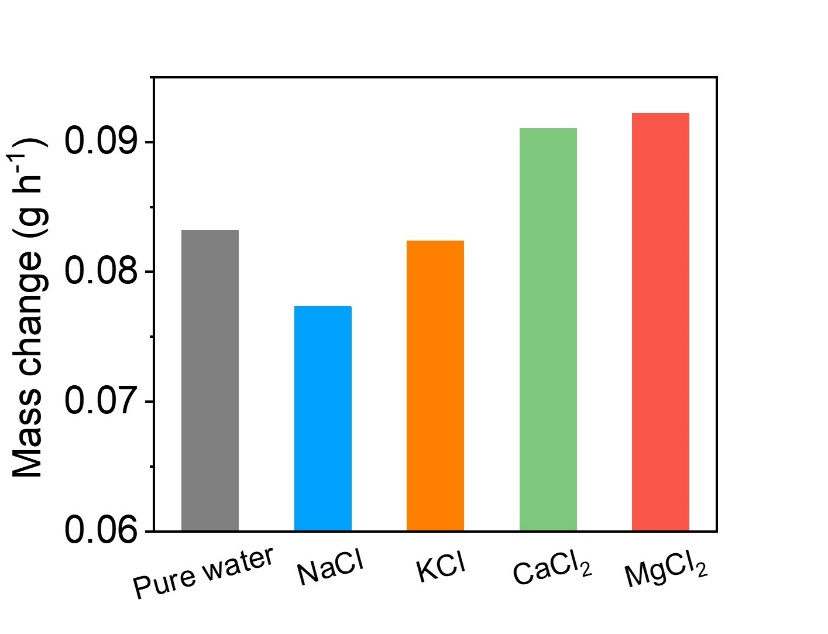 Mass change (g h⁻¹)
0.09
0.08
0.07
0.06
Pure water
NaCl
KCl
CaCl₂
MgCl₂